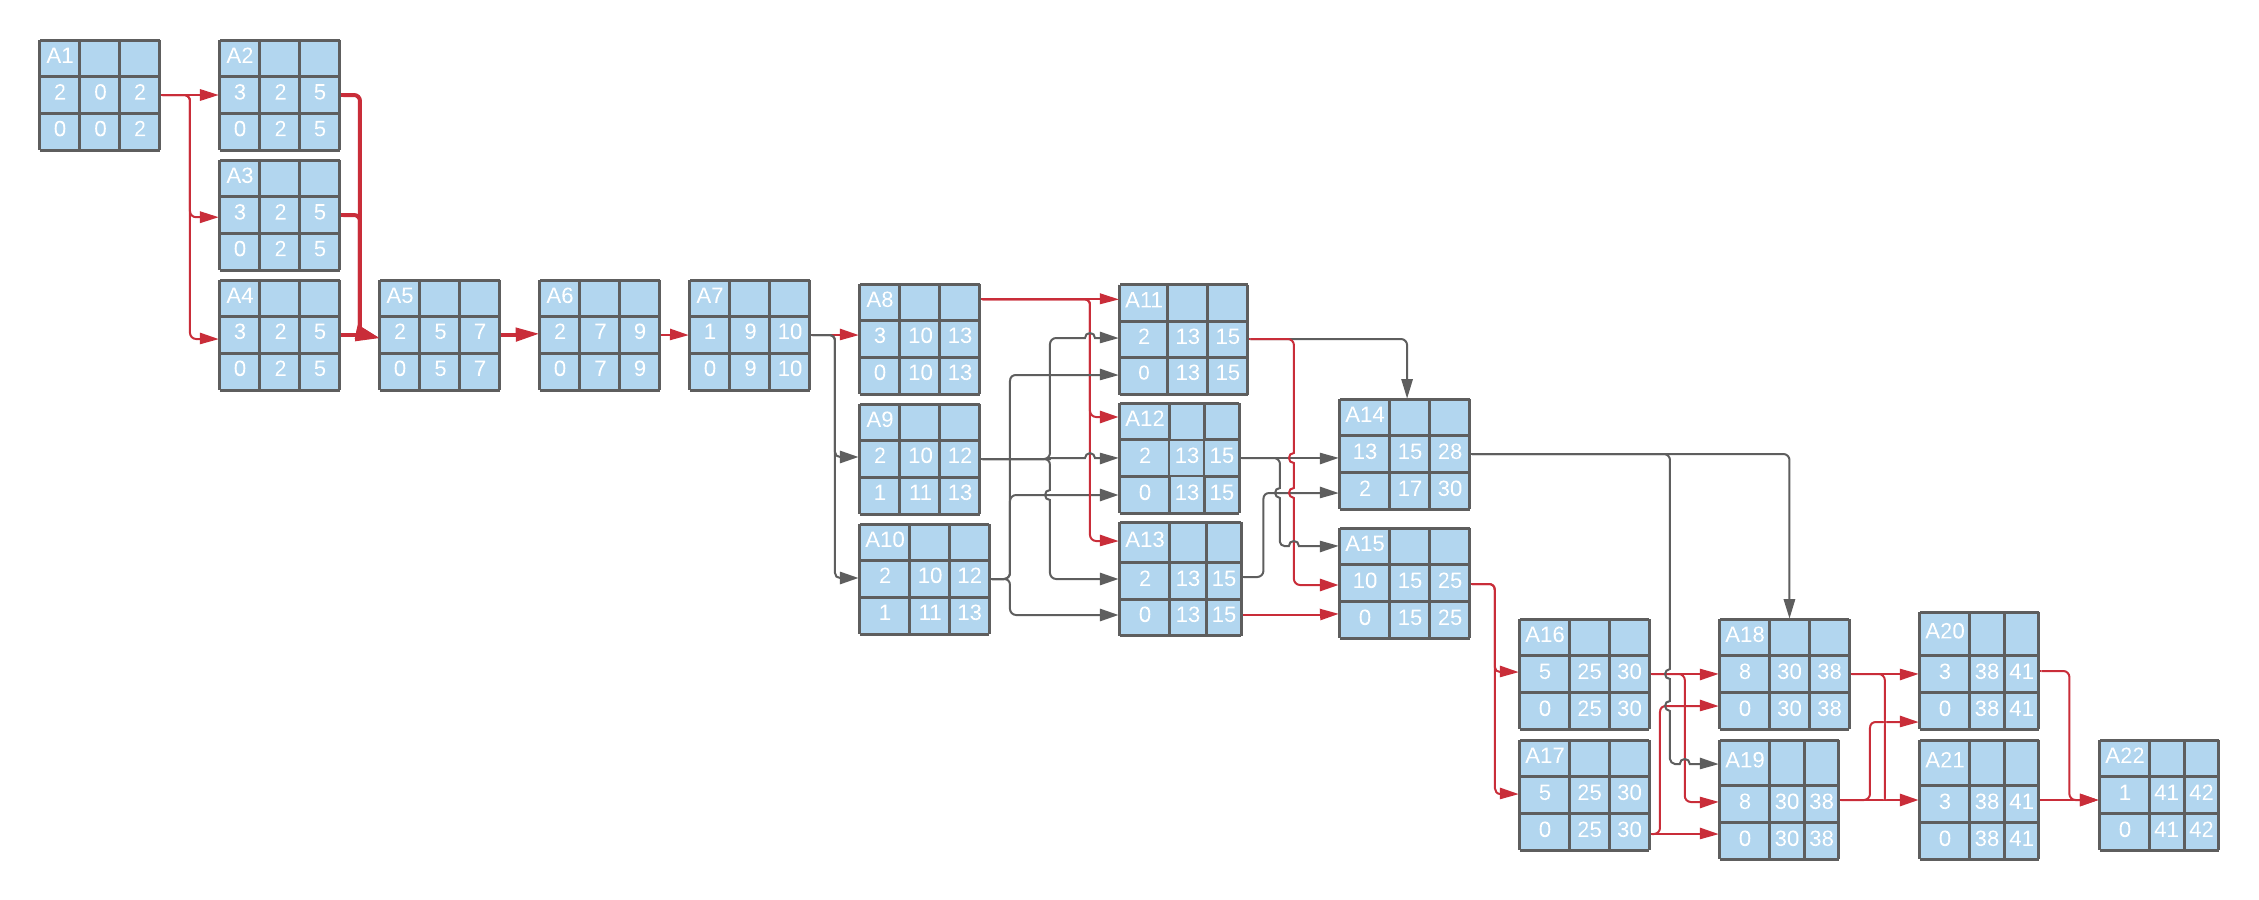 A1
2 0 2
0 0 2
A2
3 2 5
0 2 5
A3
3 2 5
0 2 5
A4
3 2 5
0 2 5
A5
2 5 7
0 5 7
A6
2 7 9
0 7 9
A7
1 9 10
0 9 10
A8
3 10 13
0 10 13
A9
2 10 12
1 11 13
A10
2 10 12
1 11 13
A11
2 13 15
0 13 15
A12
2 13 15
0 13 15
A13
2 13 15
0 13 15
A14
13 15 28
2 17 30
A15
10 15 25
0 15 25
A16
5 25 30
0 25 30
A17
5 25 30
0 25 30
A18
8 30 38
0 30 38
A19
8 30 38
0 30 38
A20
3 38 41
0 38 41
A21
3 38 41
0 38 41
A22
1 41 42
0 41 42